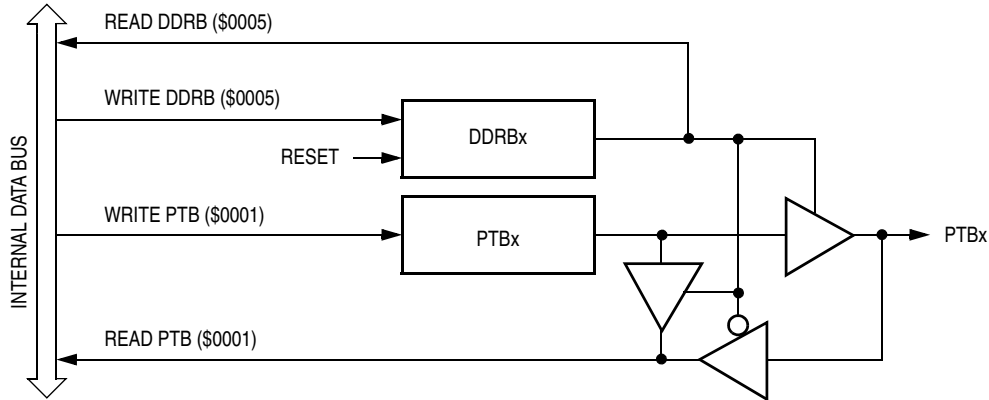 READ DDRB ($0005)
WRITE DDRB ($0005)
DDRBx
RESET
WRITE PTB ($0001)
PTBx
PTBx
READ PTB ($0001)
INTERNAL DATA BUS